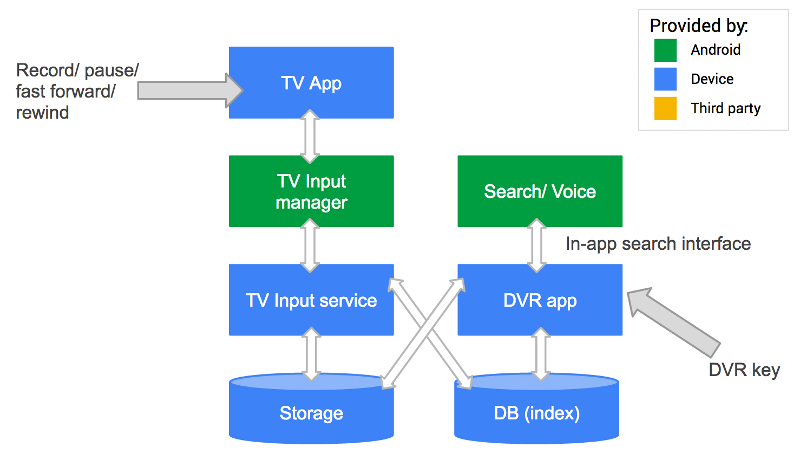 Provided by:
Android
Device
Third party
Record/ pause/
fast forward/
rewind
TV App
TV Input
manager
Search/ Voice
In-app search interface
TV Input service
DVR app
DVR key
Storage
DB (index)